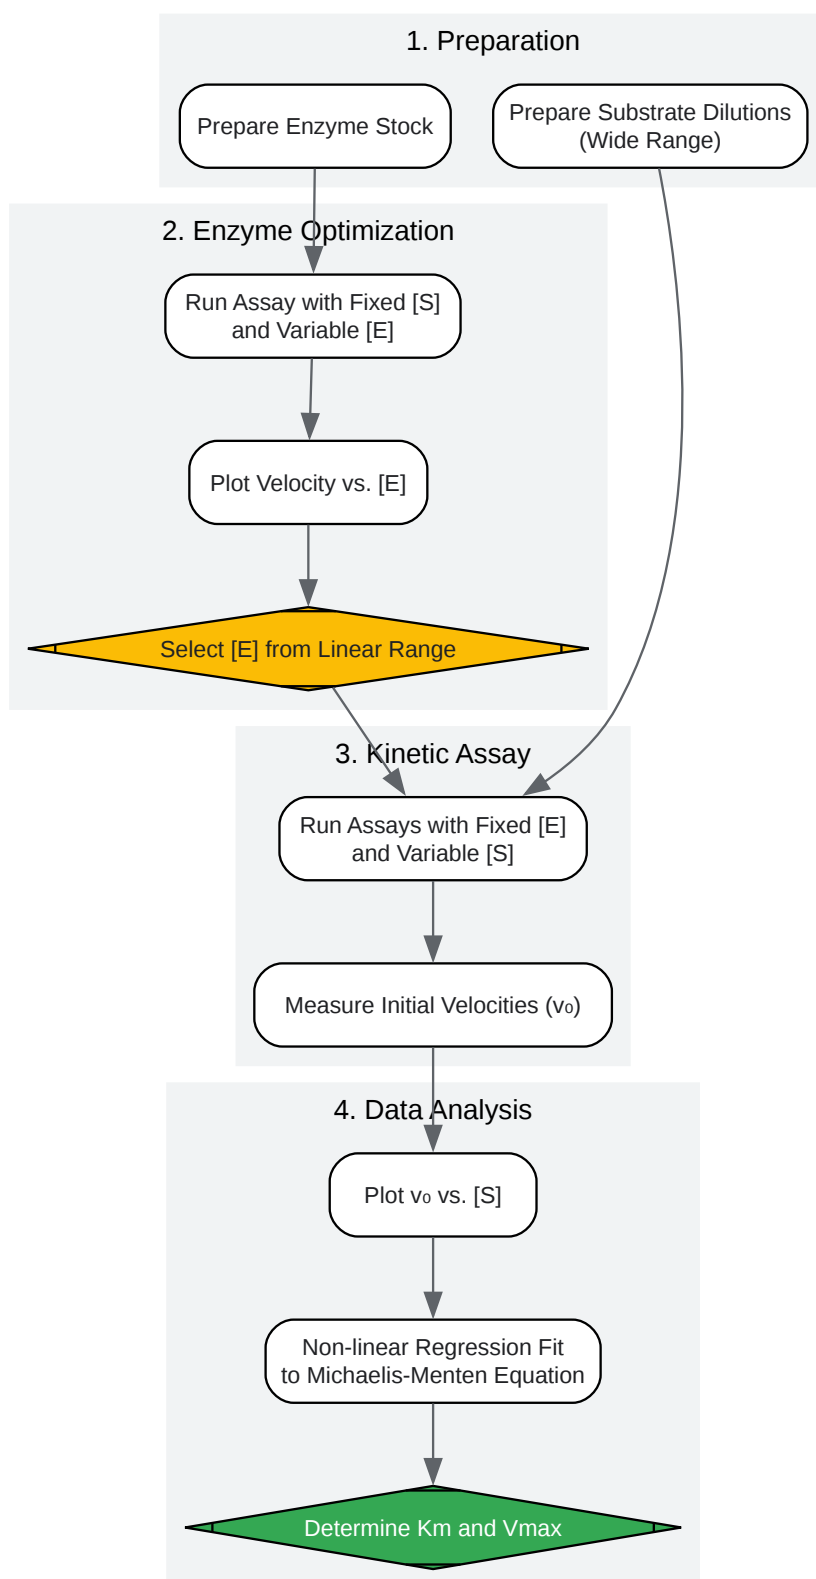 1. Preparation
Prepare Enzyme Stock
Prepare Substrate Dilutions
(Wide Range)
2. Enzyme Optimization
Run Assay with Fixed [S]
and Variable [E]
Plot Velocity vs. [E]
Select [E] from Linear Range
3. Kinetic Assay
Run Assays with Fixed [E]
and Variable [S]
Measure Initial Velocities (v₀)
4. Data Analysis
Plot v₀ vs. [S]
Non-linear Regression Fit
to Michaelis-Menten Equation
Determine Km and Vmax